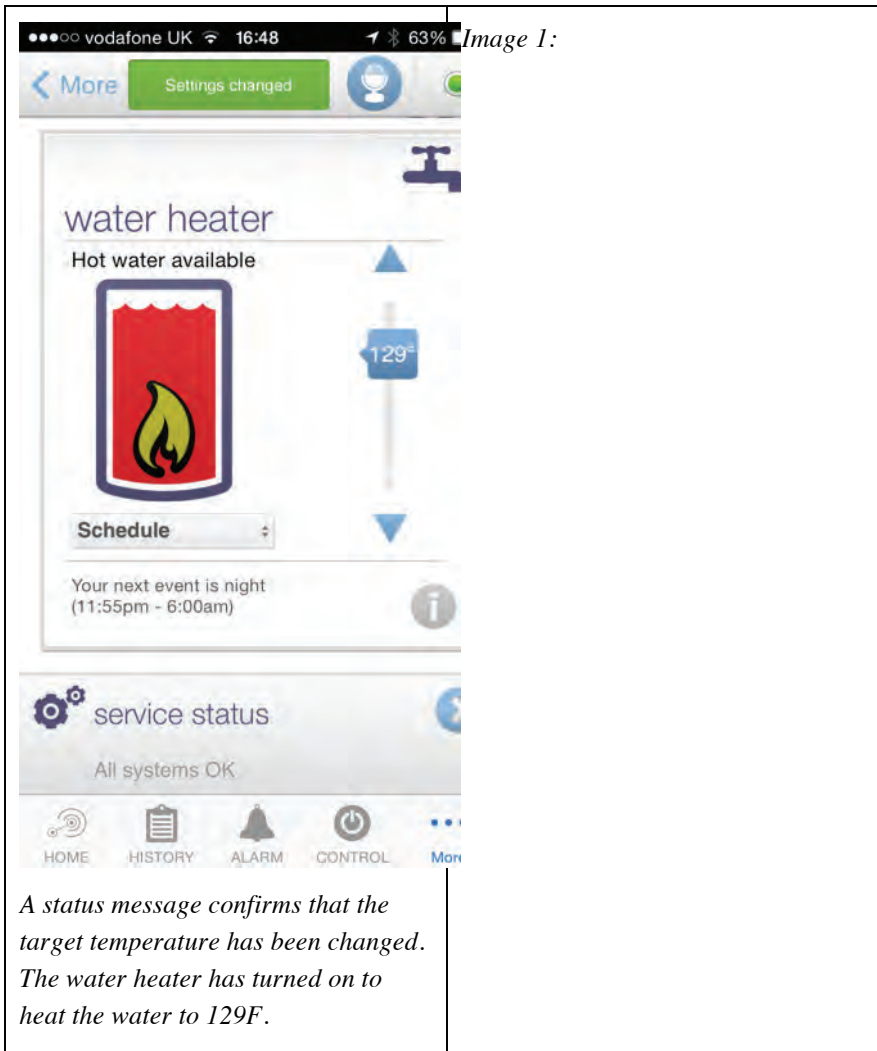 vodafone UK 16:48 63%
Image 1:
More
Settings changed
water heater
Hot water available
129°
Schedule
Your next event is night
(11:55pm - 6:00am)
i
service status
All systems OK
HOME HISTORY ALARM CONTROL More
A status message confirms that the
target temperature has been changed.
The water heater has turned on to
heat the water to 129F.